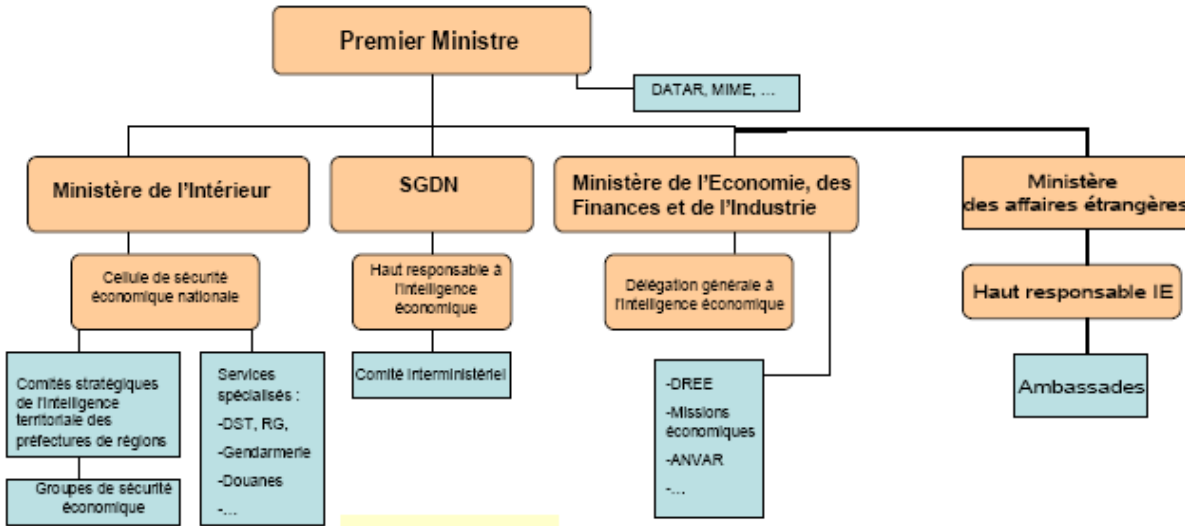 Premier Ministre
DATAR, MIME, ...
Ministère de l'Intérieur
SGDN
Ministère de l'Economie, des
Finances et de l'Industrie
Ministère
des affaires étrangères
Cellule de sécurité
économique nationale
Haut responsable à
l'intelligence
économique
Délégation générale à
l'intelligence économique
Haut responsable IE
Comités stratégiques
de l'intelligence
territoriale des
préfectures de régions
Groupes de sécurité
économique
Services
spécialisés :
-DST, RG,
-Gendarmerie
-Douanes
-...
Comité interministériel
-DREE
-Missions
économiques
-ANVAR
-...
Ambassades